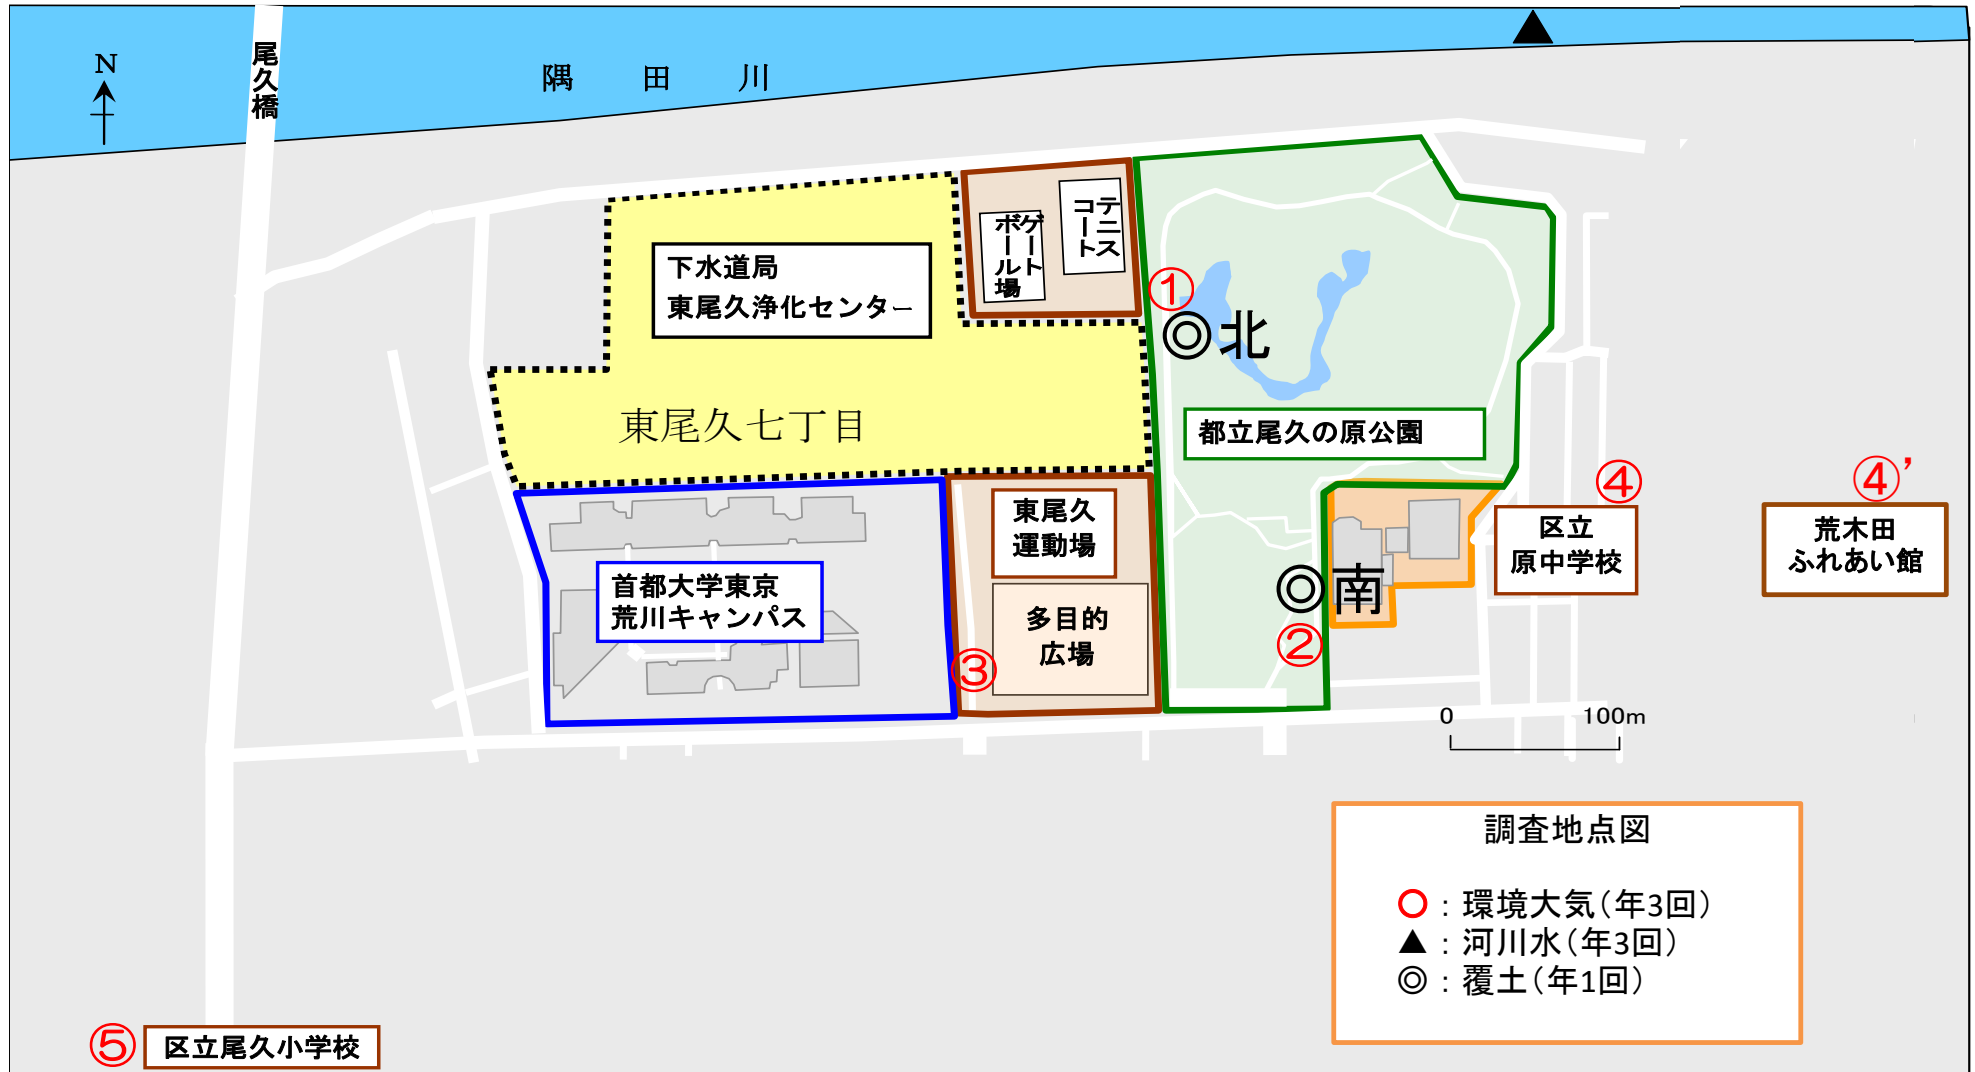 尾久橋
N
隅田川
下水道局
東尾久浄化センター
ゲート
ボール場
テニス
コート
①
◎北
東尾久七丁目
都立尾久の原公園
④
④’
東尾久
運動場
区立
原中学校
荒木田
ふれあい館
首都大学東京
荒川キャンパス
◎南
多目的
広場
②
③
0 100m
調査地点図
○：環境大気（年3回）
▲：河川水（年3回）
◎：覆土（年1回）
⑤
区立尾久小学校